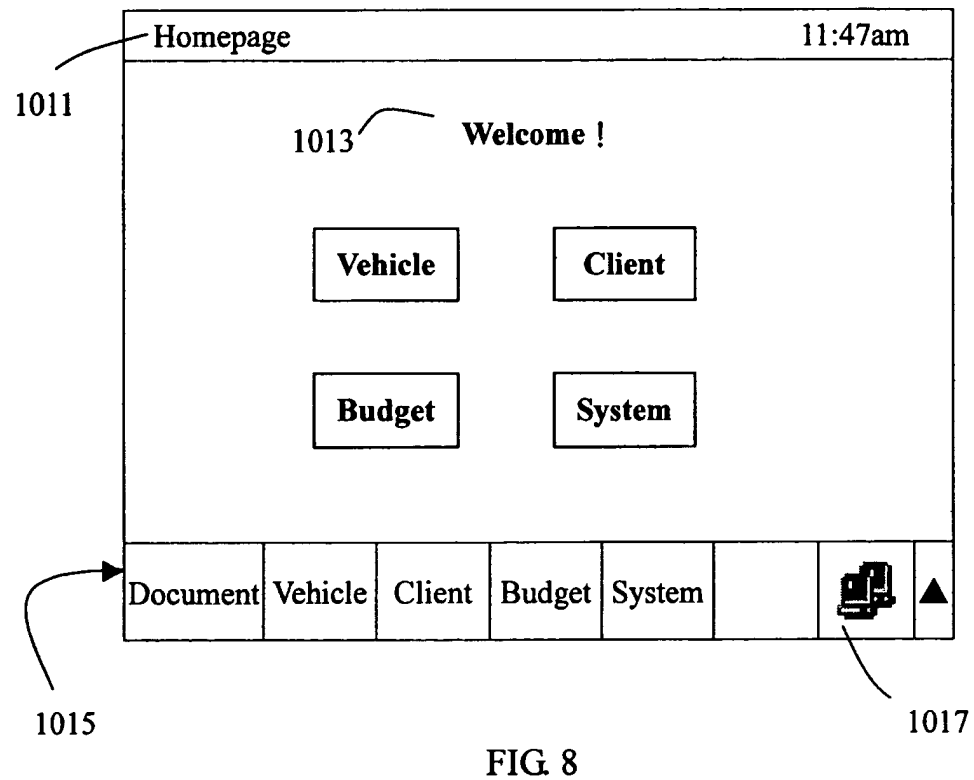 Homepage 11:47am
1011
1013 Welcome !
Vehicle Client
Budget System
Document Vehicle Client Budget System
1015
1017
FIG. 8